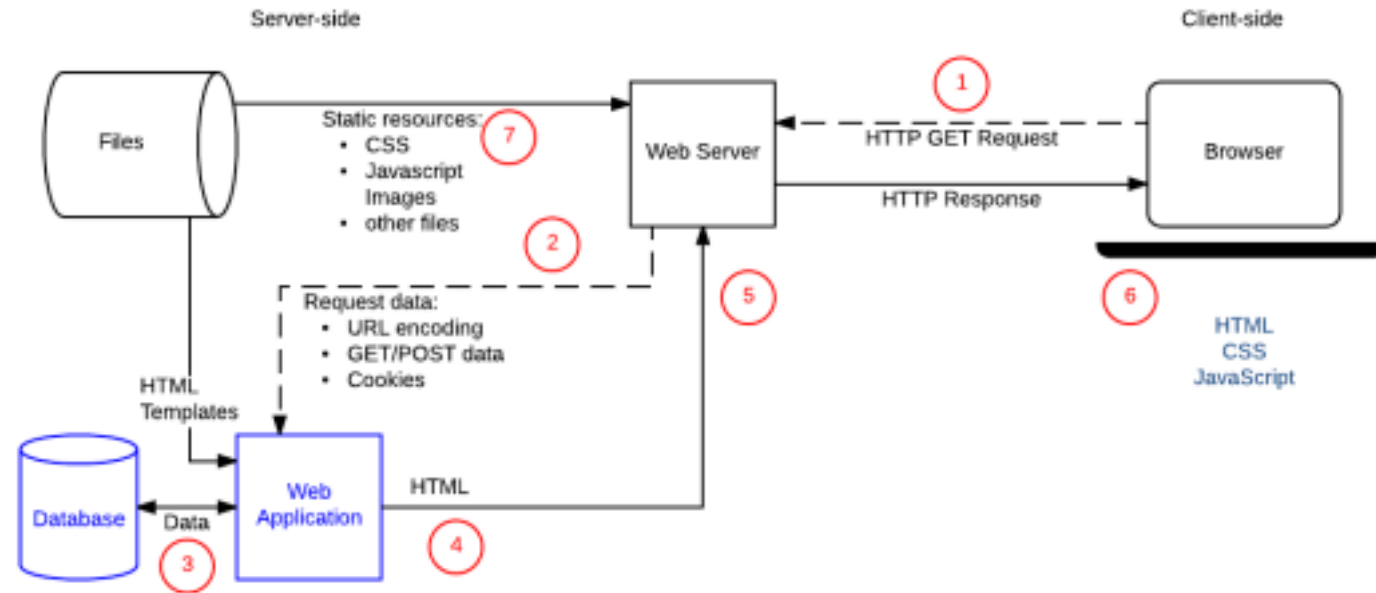 Server-side
Client-side
1
Files
Static resources:
• CSS
• Javascript
Images
• other files
7
Web Server
HTTP GET Request
HTTP Response
Browser
2
Request data:
• URL encoding
• GET/POST data
• Cookies
5
6
HTML
CSS
JavaScript
HTML
Templates
Database
Data
3
Web
Application
HTML
4